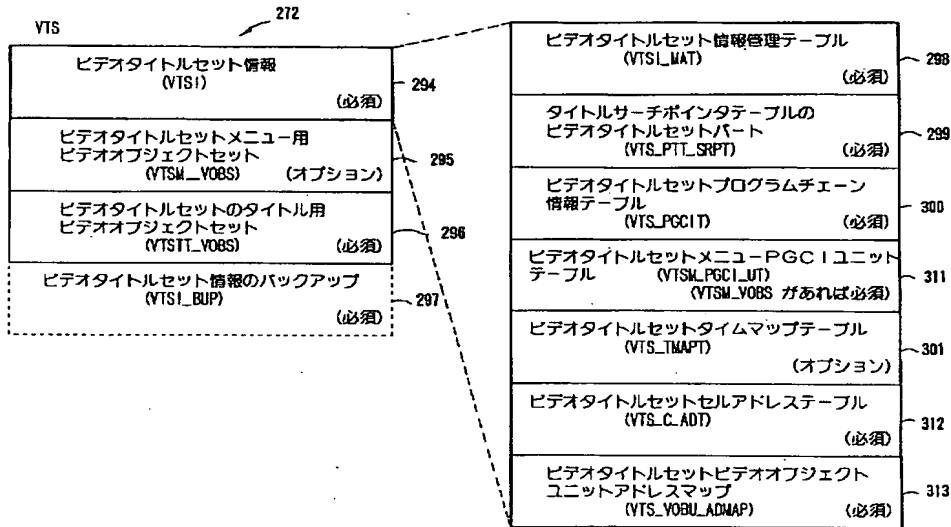 VTS
272
ビデオタイトルセット情報
(VTSI)
(必須)
294
ビデオタイトルセットメニュー用
ビデオオブジェクトセット
(VTSM__VOBS) (オプション)
295
ビデオタイトルセットのタイトル用
ビデオオブジェクトセット
(VTSTT_VOBS) (必須)
296
ビデオタイトルセット情報のバックアップ
(VTSI_BUP)
(必須)
297
ビデオタイトルセット情報管理テーブル
(VTSI_MAT)
(必須)
298
タイトルサーチポインタテーブルの
ビデオタイトルセットパート
(VTS_PTT_SRPT) (必須)
299
ビデオタイトルセットプログラムチェーン
情報テーブル
(VTS_PGCIT) (必須)
300
ビデオタイトルセットメニューPGCIユニット
テーブル (VTSM_PGCI_UT)
(VTSM_VOBS があれば必須)
311
ビデオタイトルセットタイムマップテーブル
(VTS_TMAPT)
(オプション)
301
ビデオタイトルセットセルアドレステーブル
(VTS_C_ADT)
(必須)
312
ビデオタイトルセットビデオオブジェクト
ユニットアドレスマップ
(VTS_VOBU_ADMAP) (必須)
313